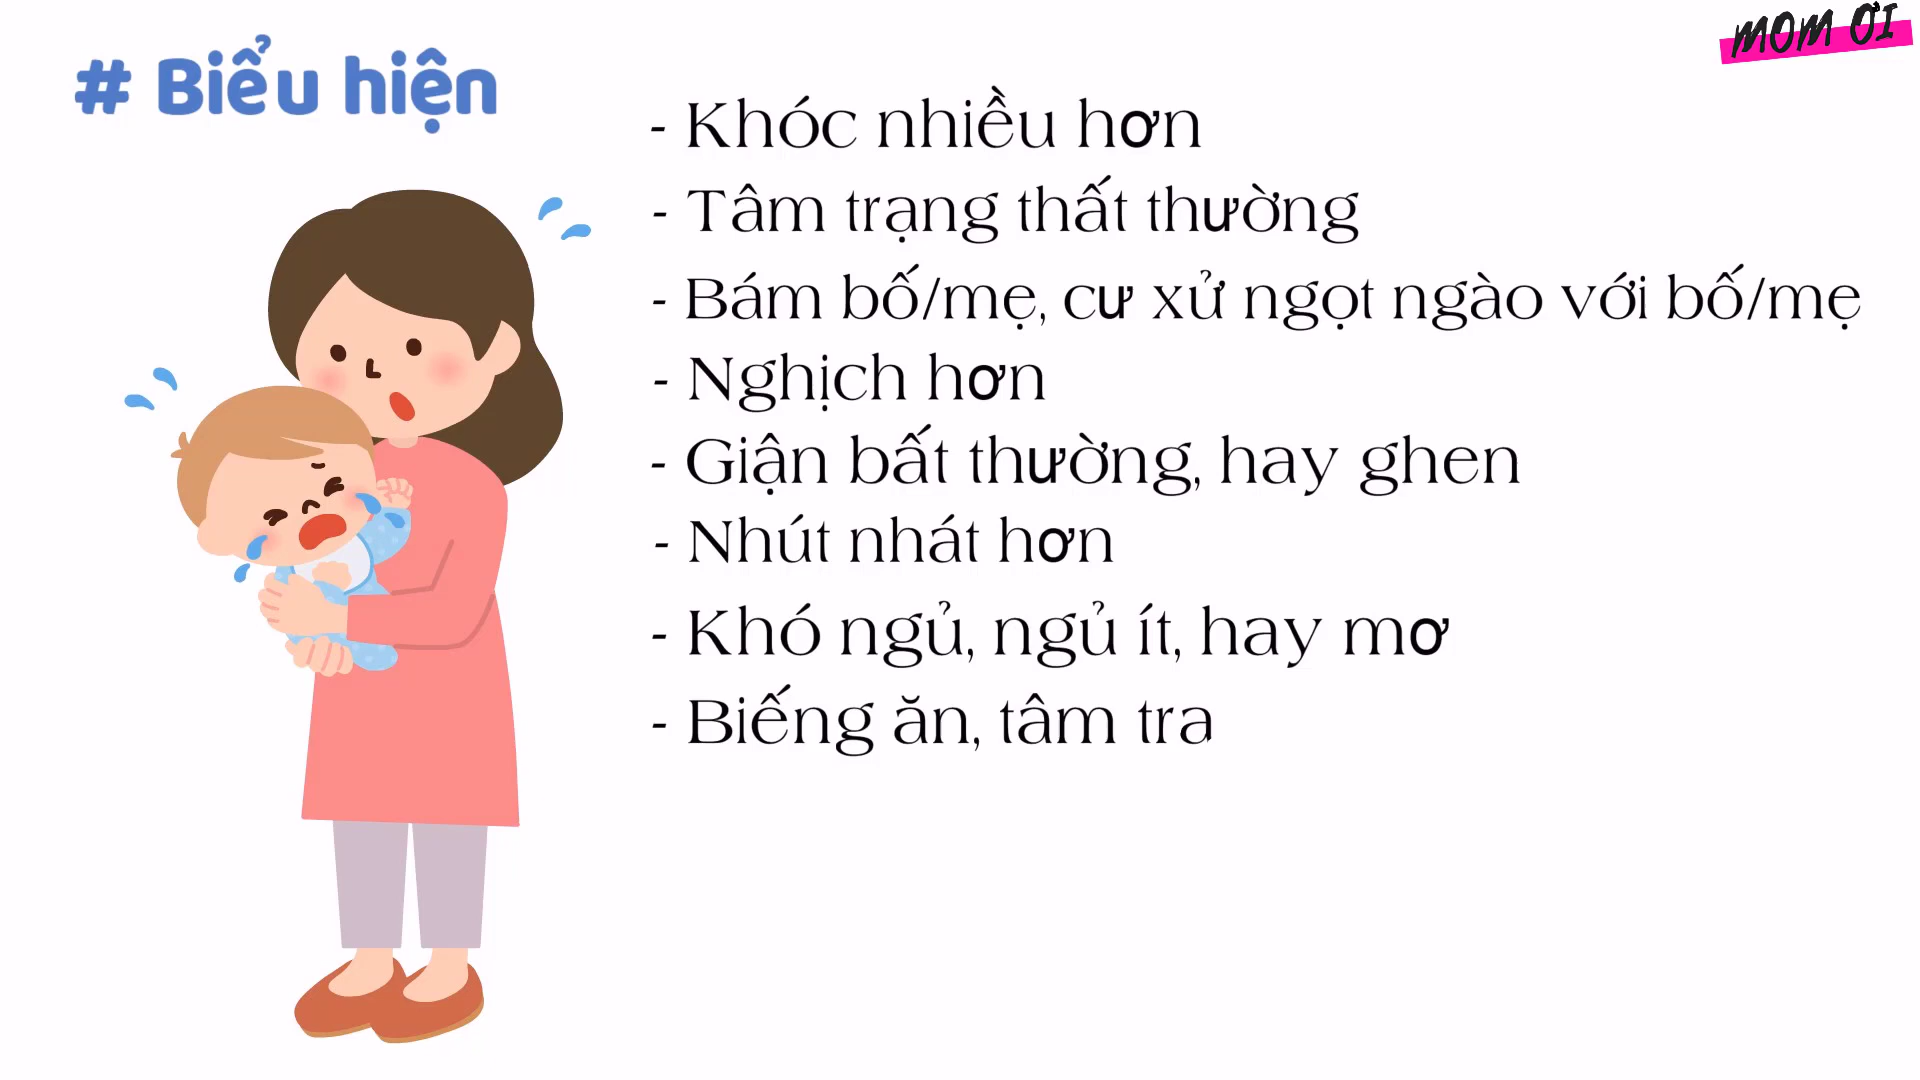 MOM ƠI
# Biểu hiện
- Khóc nhiều hơn
- Tâm trạng thất thường
- Bám bố/mẹ, cư xử ngọt ngào với bố/mẹ
- Nghịch hơn
- Giận bất thường, hay ghen
- Nhút nhát hơn
- Khó ngủ, ngủ ít, hay mơ
- Biếng ăn, tâm tra